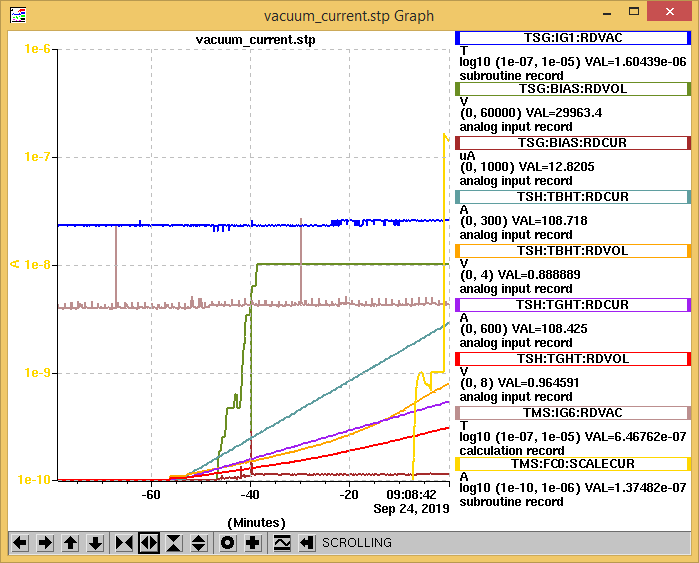 vacuum_current.stp Graph
vacuum_current.stp
1e-6
1e-7
1e-8
1e-9
1e-10
A
-60
-40
-20
09:08:42
Sep 24, 2019
(Minutes)
TSG:IG1:RDVAC
T
log10 (1e-07, 1e-05) VAL=1.60439e-06
subroutine record
TSG:BIAS:RDVOL
V
(0, 60000) VAL=29963.4
analog input record
TSG:BIAS:RDCUR
uA
(0, 1000) VAL=12.8205
analog input record
TSH:TBHT:RDCUR
A
(0, 300) VAL=108.718
analog input record
TSH:TBHT:RDVOL
V
(0, 4) VAL=0.888889
analog input record
TSH:TGHT:RDCUR
A
(0, 600) VAL=108.425
analog input record
TSH:TGHT:RDVOL
V
(0, 8) VAL=0.964591
analog input record
TMS:IG6:RDVAC
T
log10 (1e-07, 1e-05) VAL=6.46762e-07
calculation record
TMS:FC0:SCALECUR
A
log10 (1e-10, 1e-06) VAL=1.37482e-07
subroutine record
SCROLLING